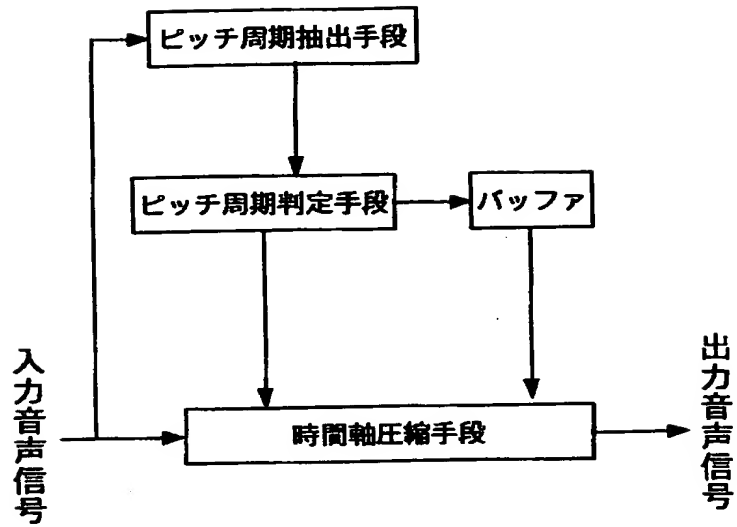 ピッチ周期抽出手段
ピッチ周期判定手段
バッファ
入力音声信号
時間軸圧縮手段
出力音声信号